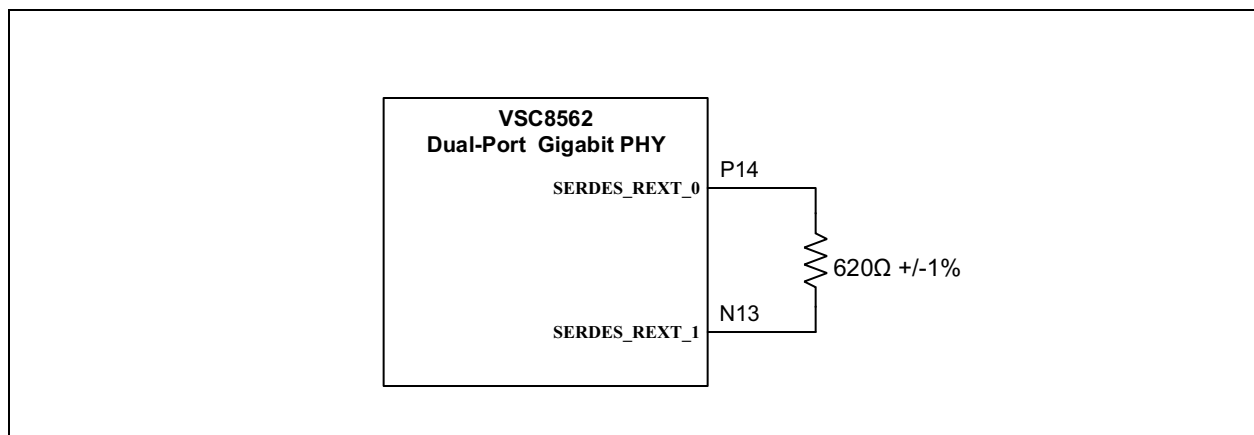 VSC8562
Dual-Port Gigabit PHY
SERDES_REXT_0
P14
620Ω +/-1%
SERDES_REXT_1
N13